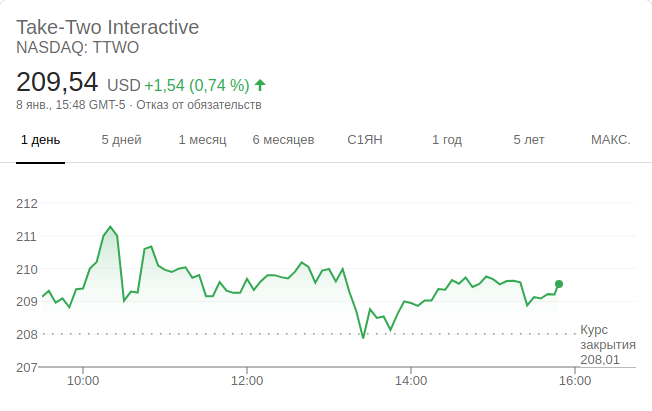 Take-Two Interactive
NASDAQ: TTWO
209,54 USD +1,54 (0,74 %)
8 янв., 15:48 GMT-5 · Отказ от обязательств
1 день 5 дней 1 месяц 6 месяцев С1ЯН 1 год 5 лет МАКС.
212
211
210
209
208
207
Курс
закрытия
208,01
10:00 12:00 14:00 16:00